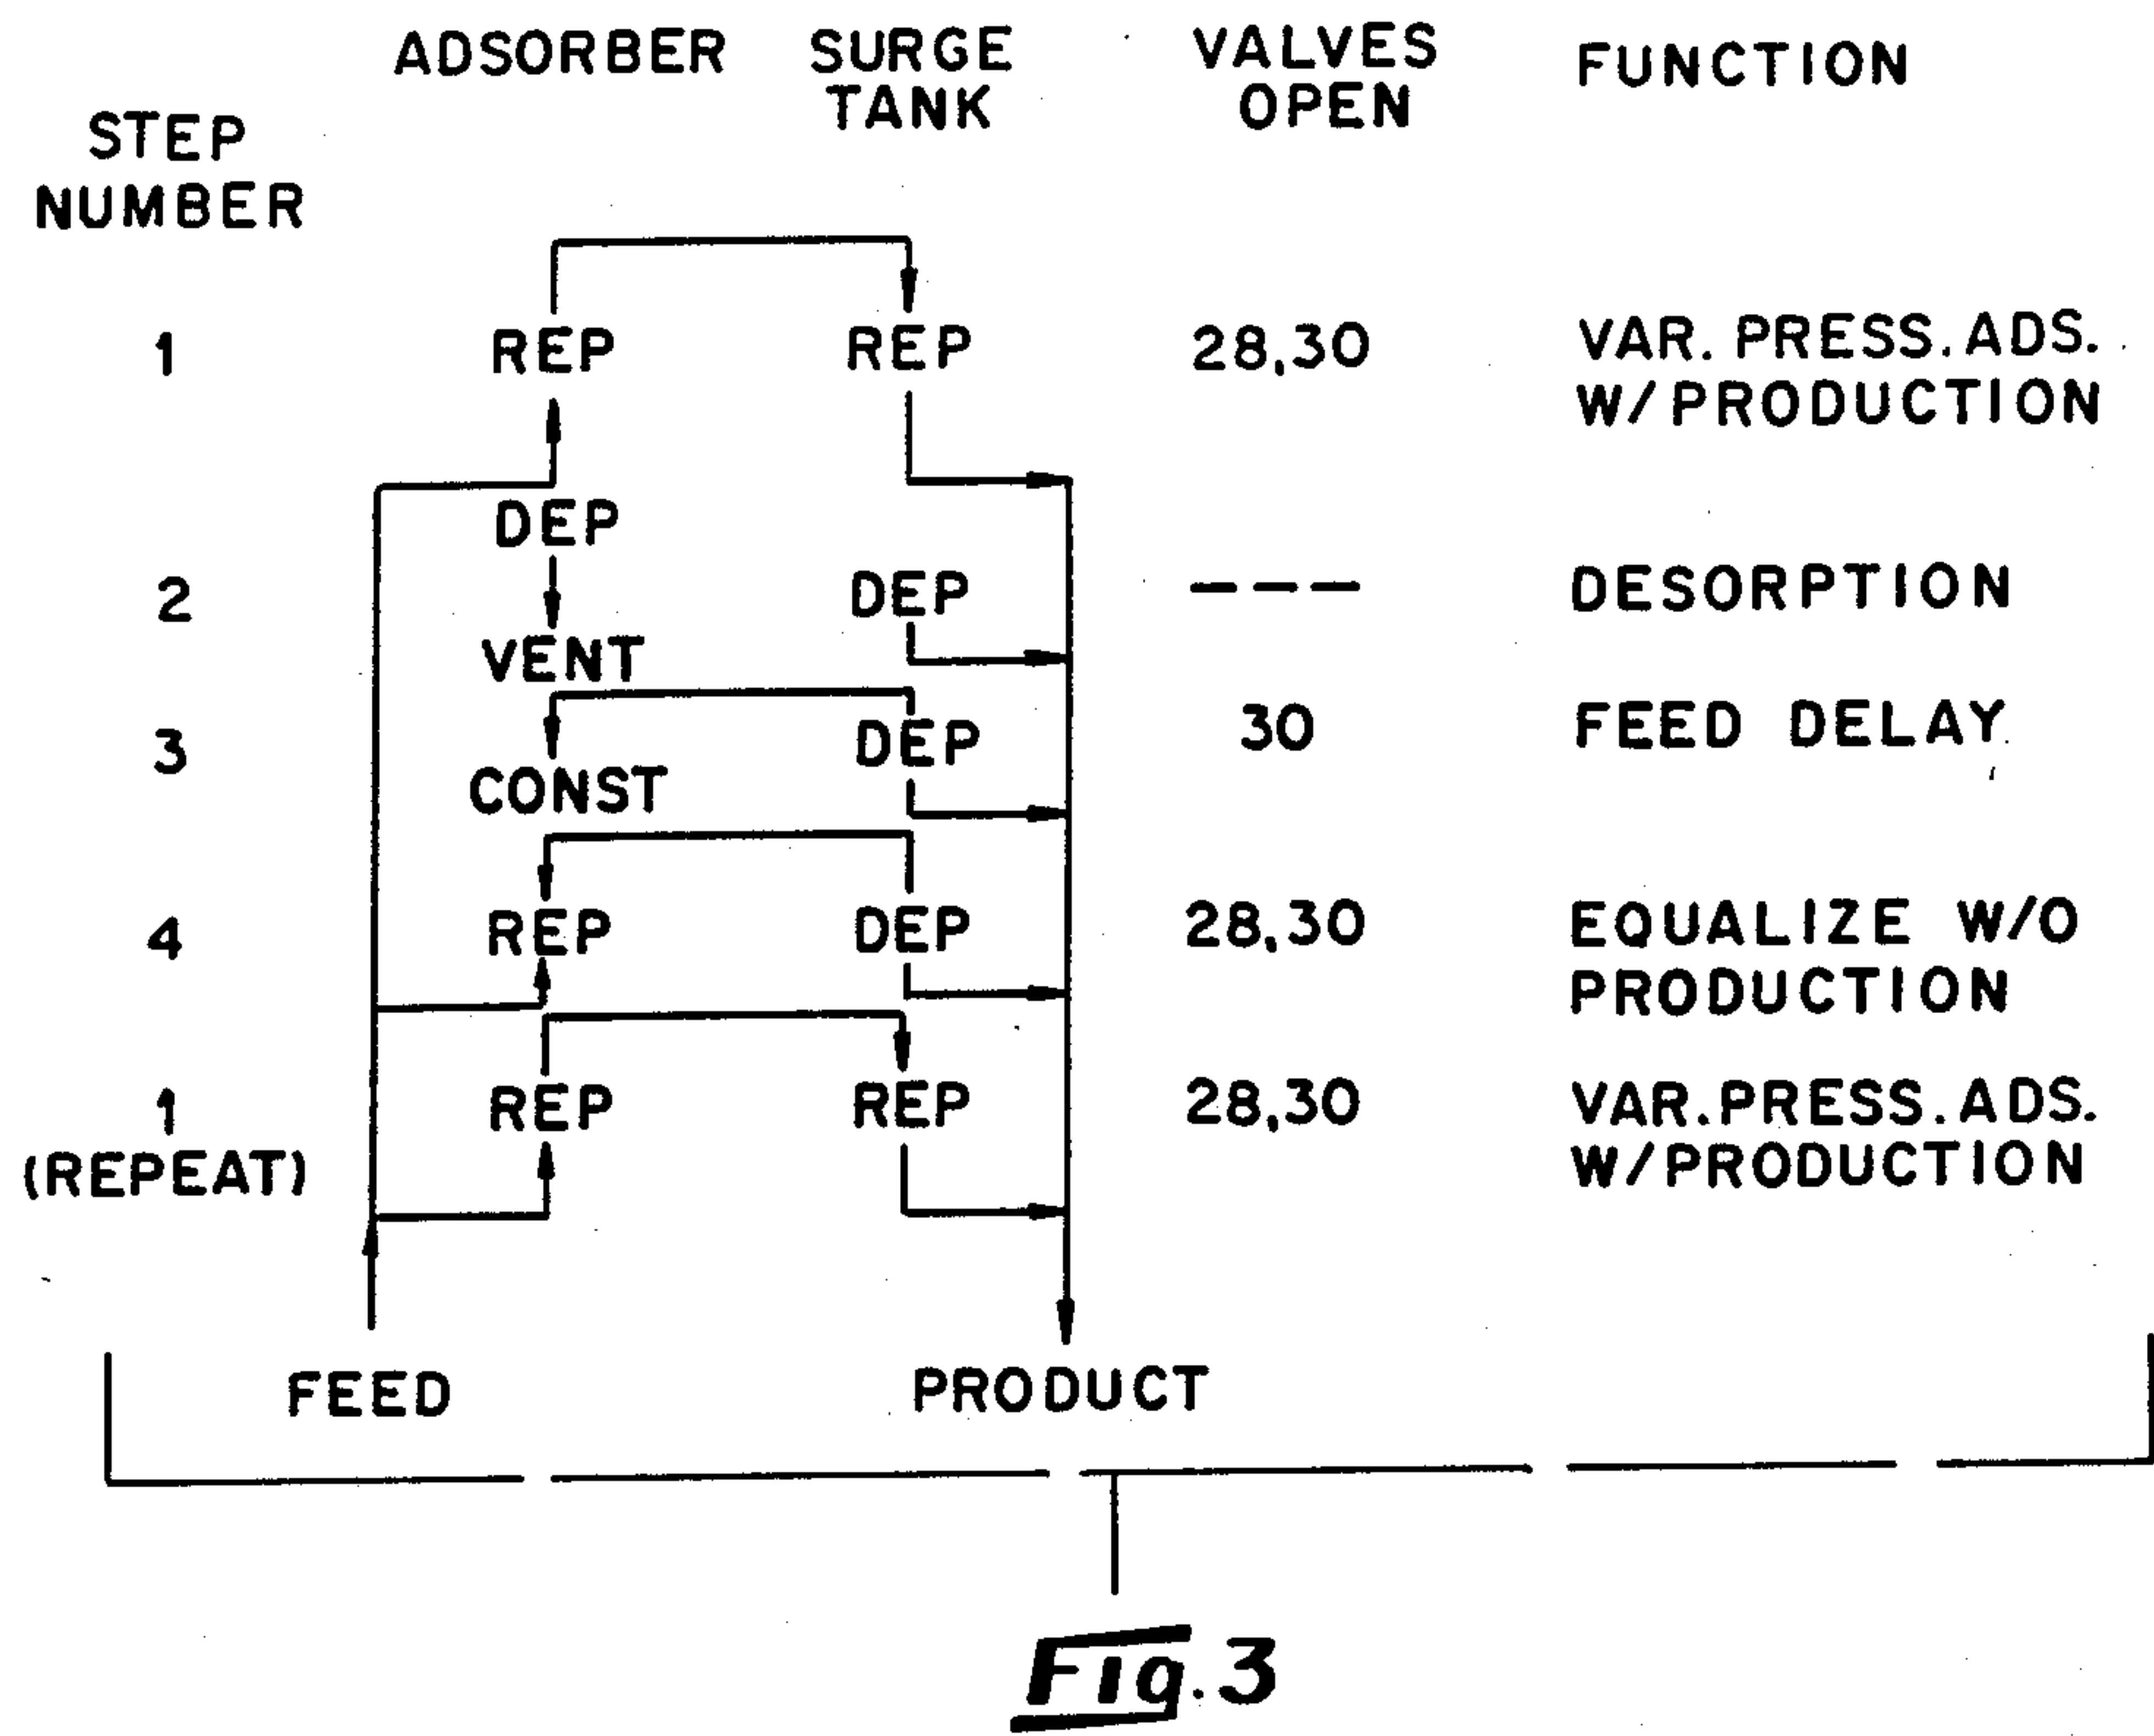 ADSORBER SURGE TANK VALVES OPEN FUNCTION
STEP NUMBER
1 REP REP 28,30 VAR. PRESS. ADS.
W/PRODUCTION
DEP
2 DEP --- DESORPTION
VENT
3 DEP 30 FEED DELAY
CONST
4 REP DEP 28,30 EQUALIZE W/O
PRODUCTION
1 REP REP 28,30 VAR. PRESS. ADS.
(REPEAT) W/PRODUCTION
FEED PRODUCT
Fig.3